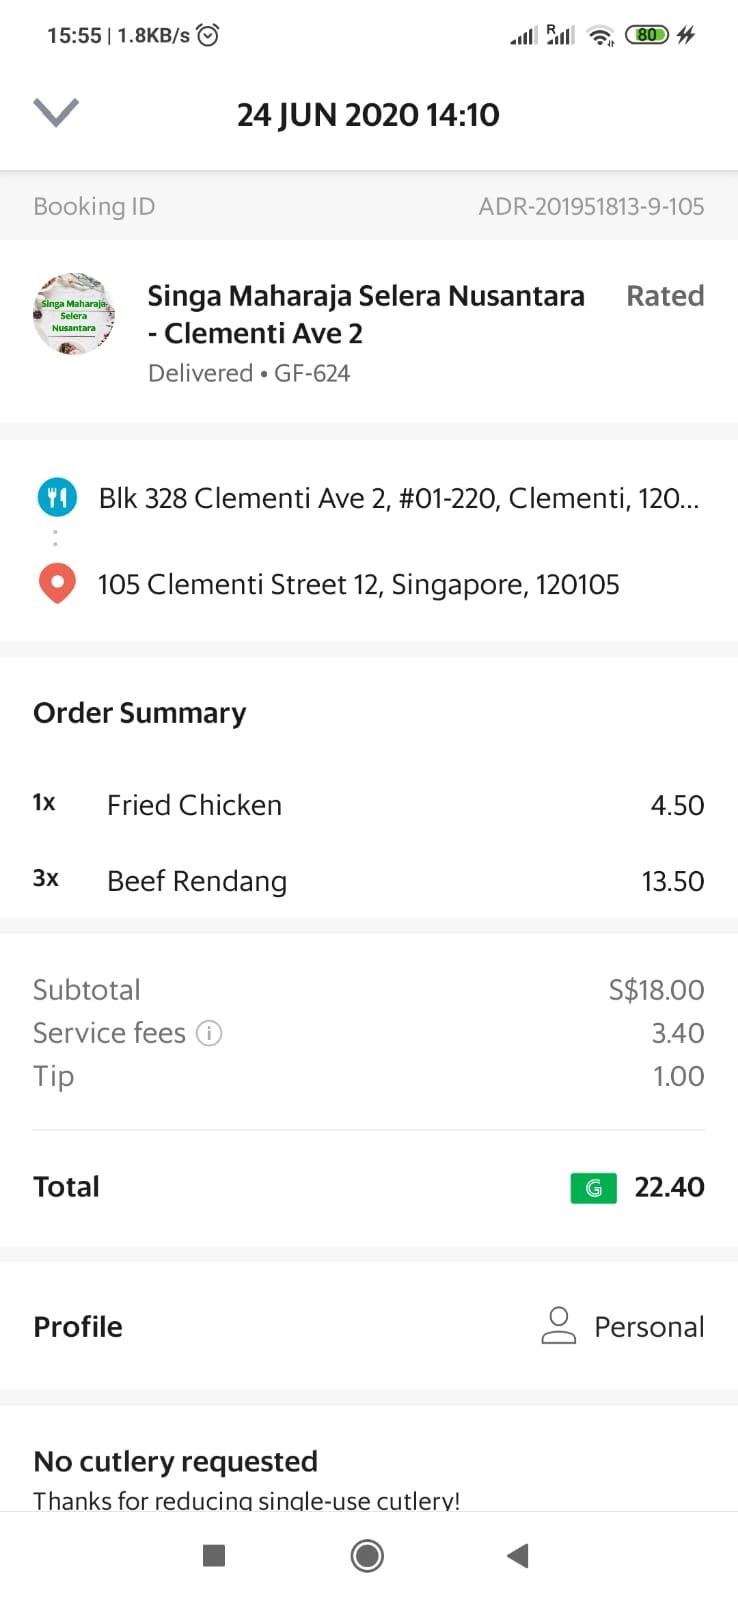 15:55 | 1.8KB/s
R
80
24 JUN 2020 14:10
Booking ID ADR-201951813-9-105
Singa Maharaja
Selera
Nusantara
Singa Maharaja Selera Nusantara Rated
- Clementi Ave 2
Delivered • GF-624
Blk 328 Clementi Ave 2, #01-220, Clementi, 120...
105 Clementi Street 12, Singapore, 120105
Order Summary
1x Fried Chicken 4.50
3x Beef Rendang 13.50
Subtotal S$18.00
Service fees i 3.40
Tip 1.00
Total G 22.40
Profile Personal
No cutlery requested
Thanks for reducing single-use cutlery!